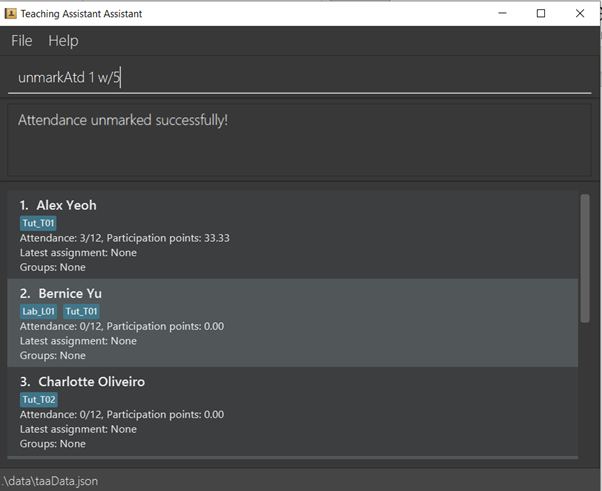 Teaching Assistant Assistant
File Help
unmarkAtd 1 w/5
Attendance unmarked successfully!
1. Alex Yeoh
Tut_T01
Attendance: 3/12, Participation points: 33.33
Latest assignment: None
Groups: None
2. Bernice Yu
Lab_L01 Tut_T01
Attendance: 0/12, Participation points: 0.00
Latest assignment: None
Groups: None
3. Charlotte Oliveiro
Tut_T02
Attendance: 0/12, Participation points: 0.00
Latest assignment: None
Groups: None
.\data\taaData.json